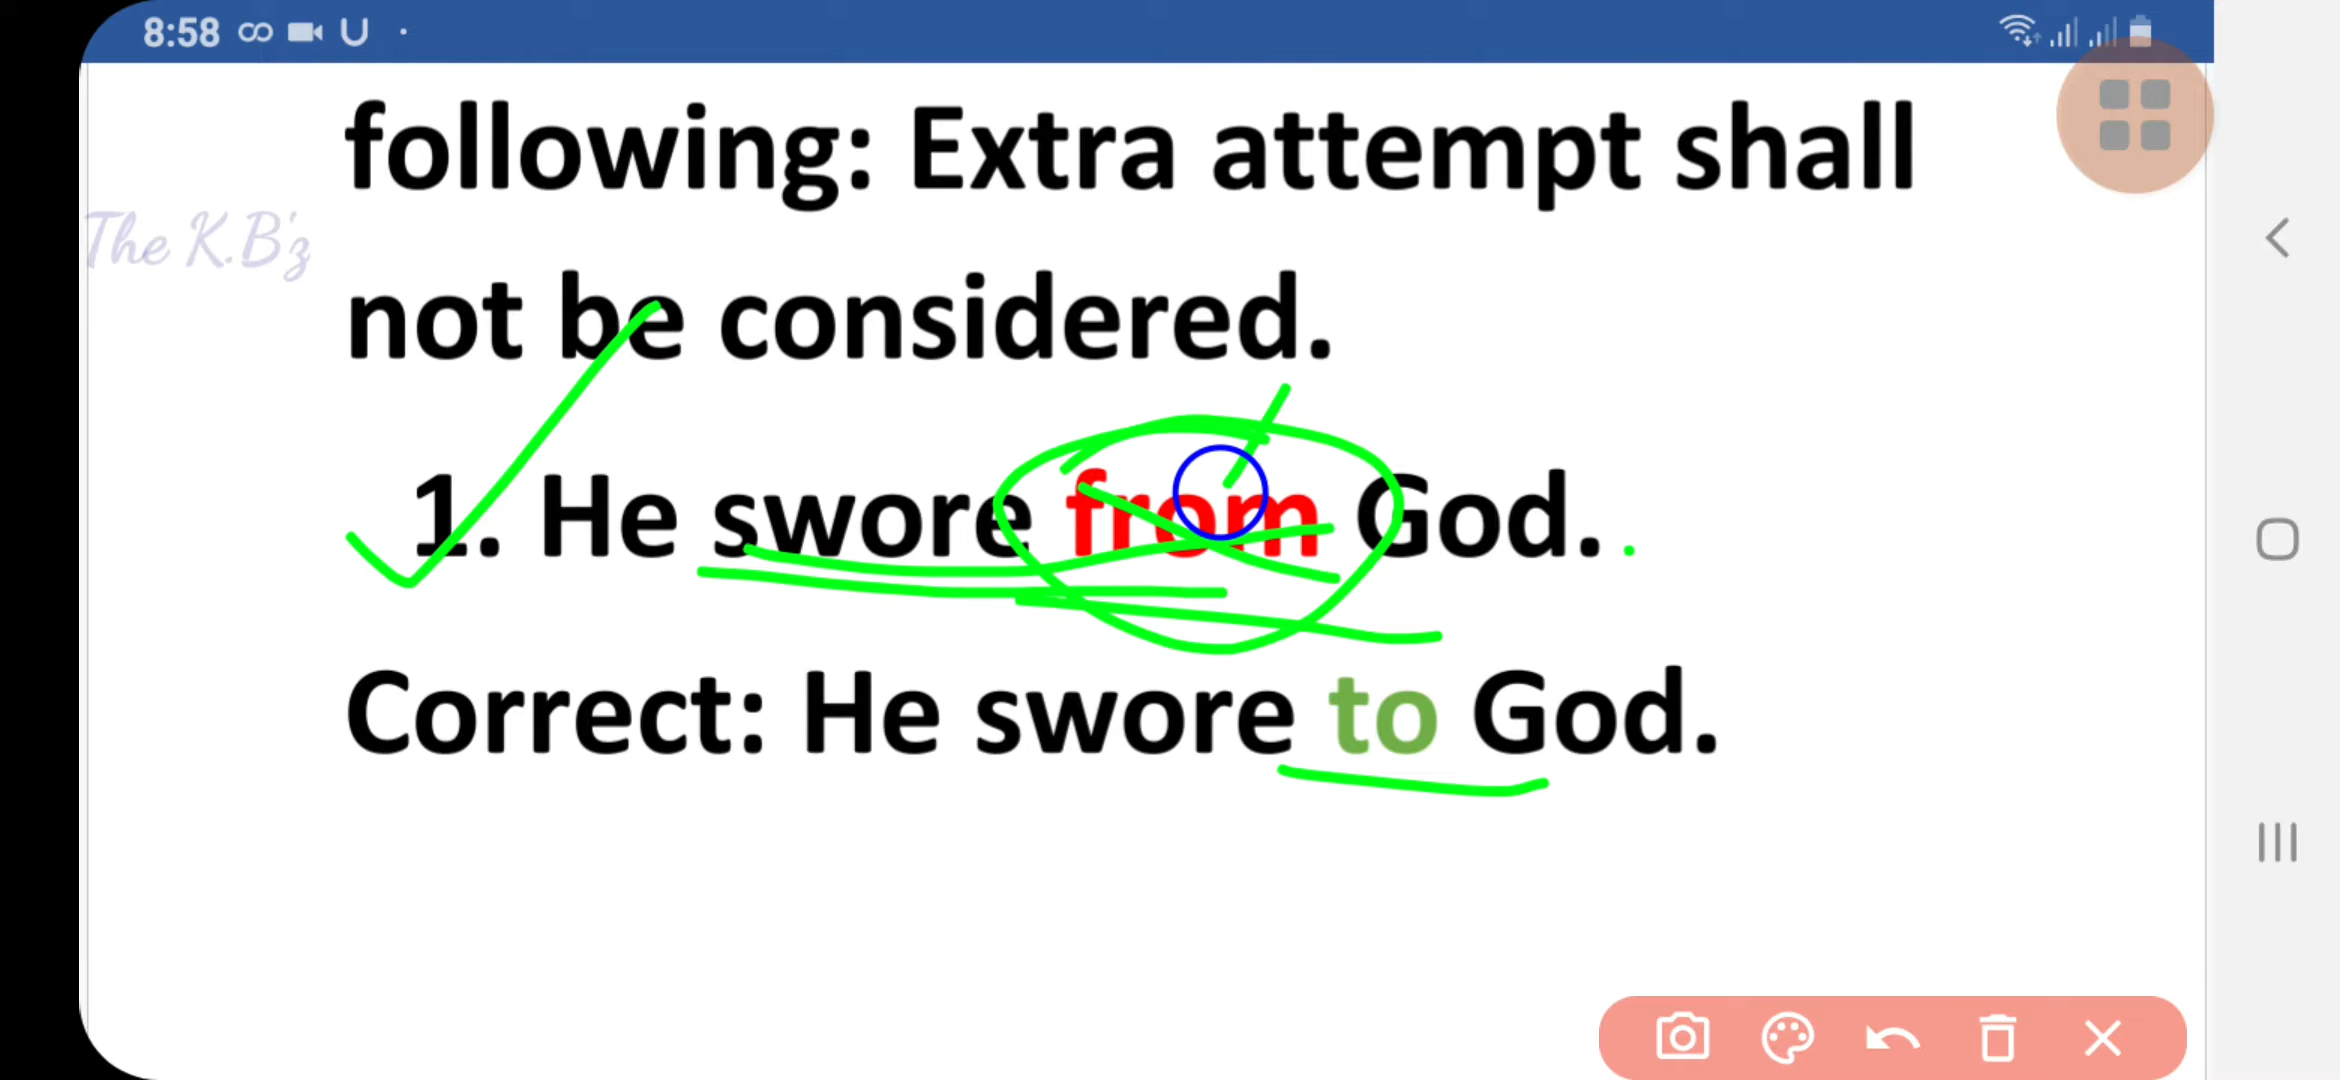 8:58
following: Extra attempt shall
The K.B'z
not be considered.
1. He swore from God.
Correct: He swore to God.